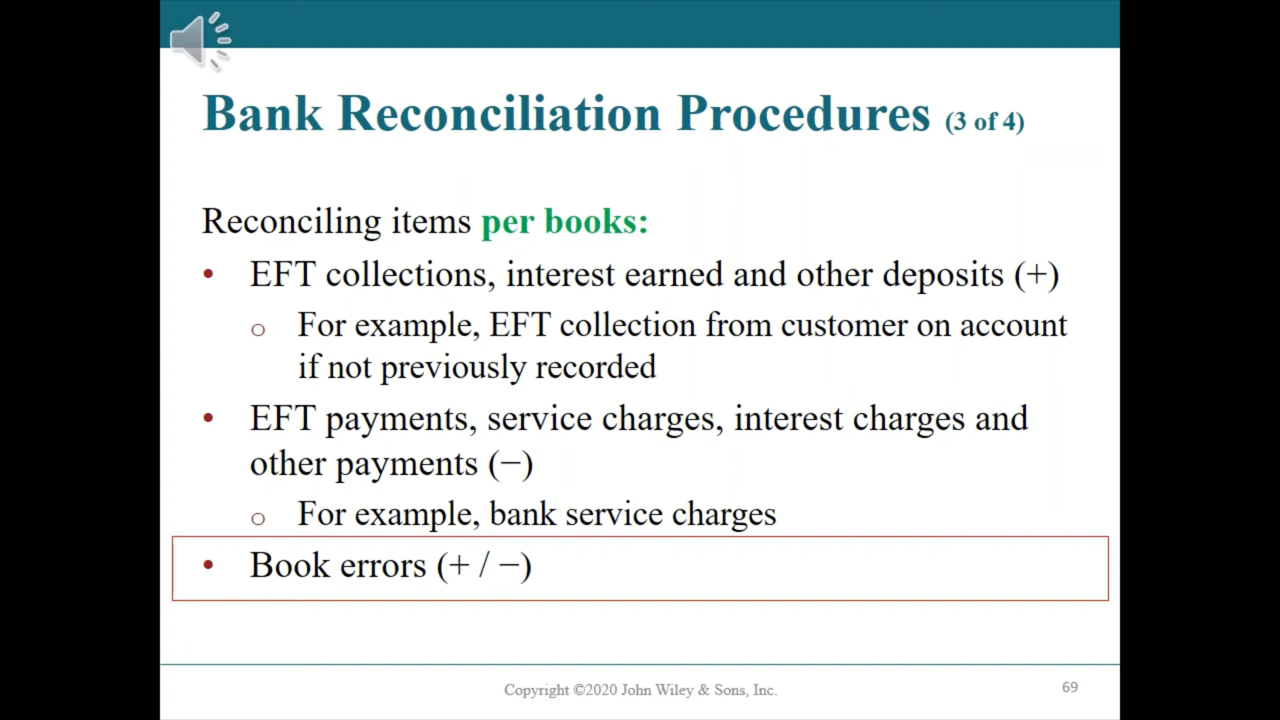 Bank Reconciliation Procedures (3 of 4)
Reconciling items per books:
• EFT collections, interest earned and other deposits (+)
o For example, EFT collection from customer on account
if not previously recorded
• EFT payments, service charges, interest charges and
other payments (−)
o For example, bank service charges
• Book errors (+ / −)
Copyright ©2020 John Wiley & Sons, Inc.
69